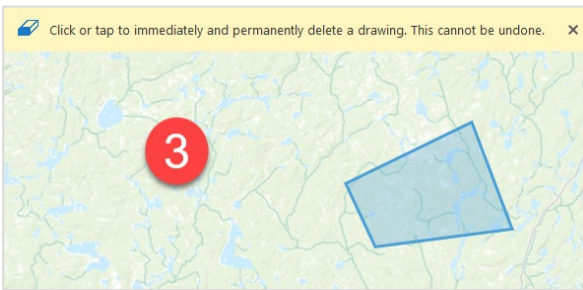 Click or tap to immediately and permanently delete a drawing. This cannot be undone.
3